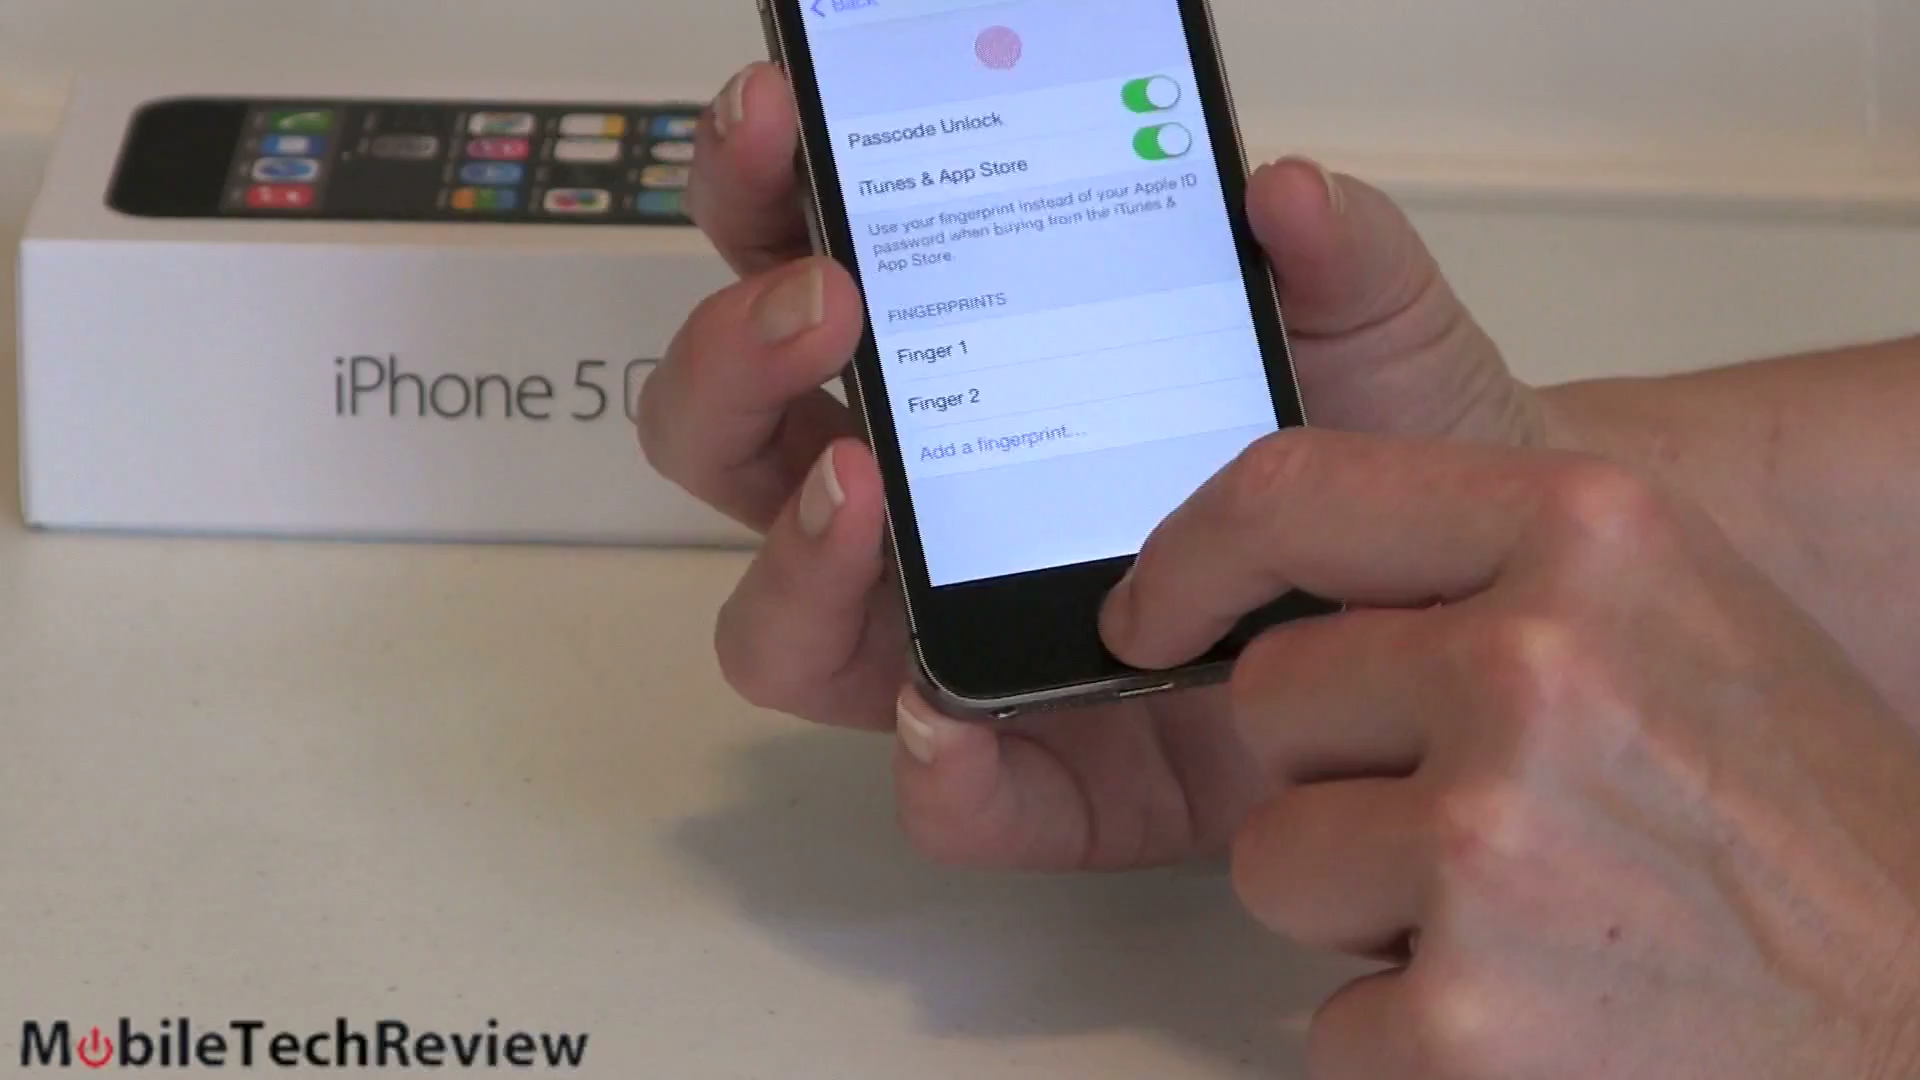 Back
Passcode Unlock
iTunes & App Store
Use your fingerprint instead of your Apple ID
password when buying from the iTunes &
App Store.
FINGERPRINTS
Finger 1
Finger 2
Add a fingerprint...
iPhone 5
MobileTechReview